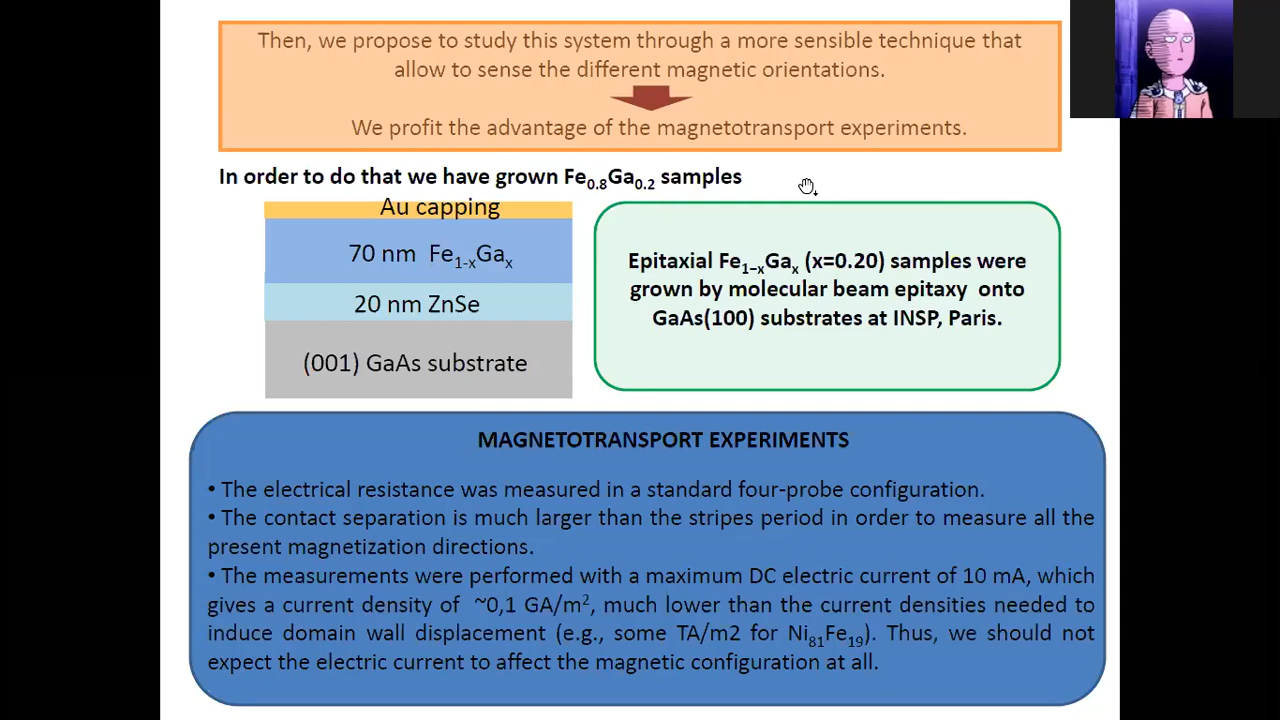 Then, we propose to study this system through a more sensible technique that
allow to sense the different magnetic orientations.
We profit the advantage of the magnetotransport experiments.
In order to do that we have grown Fe0.8Ga0.2 samples
Au capping
70 nm Fe1-xGax
20 nm ZnSe
(001) GaAs substrate
Epitaxial Fe1−xGax (x=0.20) samples were
grown by molecular beam epitaxy onto
GaAs(100) substrates at INSP, Paris.
MAGNETOTRANSPORT EXPERIMENTS
• The electrical resistance was measured in a standard four-probe configuration.
• The contact separation is much larger than the stripes period in order to measure all the
present magnetization directions.
• The measurements were performed with a maximum DC electric current of 10 mA, which
gives a current density of ~0,1 GA/m², much lower than the current densities needed to
induce domain wall displacement (e.g., some TA/m2 for Ni81Fe19). Thus, we should not
expect the electric current to affect the magnetic configuration at all.